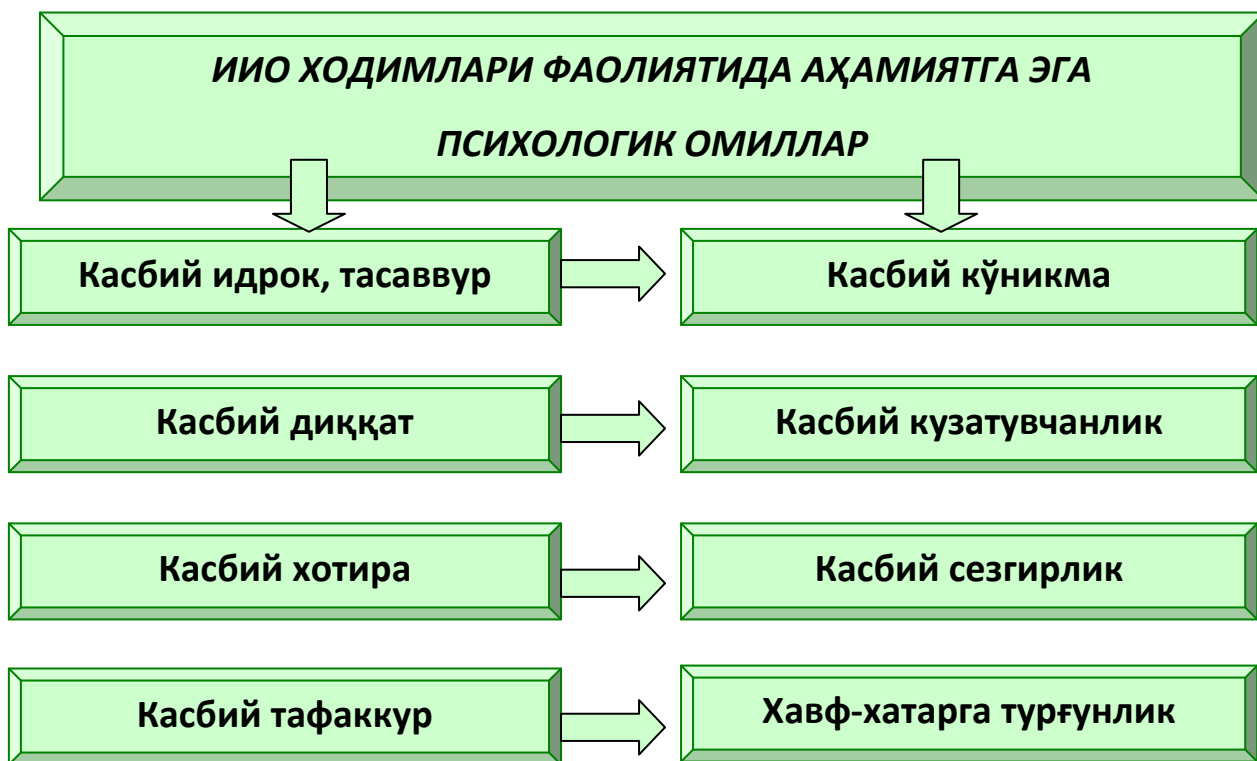 ИИО ХОДИМЛАРИ ФАОЛИЯТИДА АҲАМИЯТГА ЭГА
ПСИХОЛОГИК ОМИЛЛАР
Касбий идрок, тасаввур
Касбий кўникма
Касбий диққат
Касбий кузатувчанлик
Касбий хотира
Касбий сезгирлик
Касбий тафаккур
Хавф-хатарга турғунлик